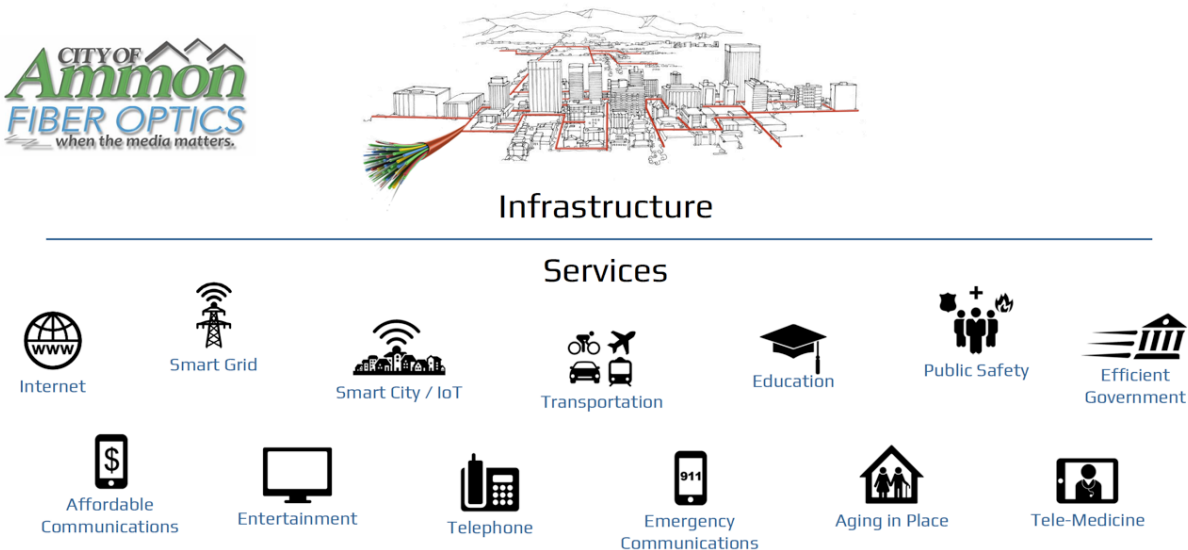 CITY OF
Ammon
FIBER OPTICS
when the media matters.
Infrastructure
Services
www
Internet
Smart Grid
Smart City / IoT
Transportation
Education
Public Safety
Efficient
Government
$
Affordable
Communications
Entertainment
Telephone
911
Emergency
Communications
Aging in Place
Tele-Medicine